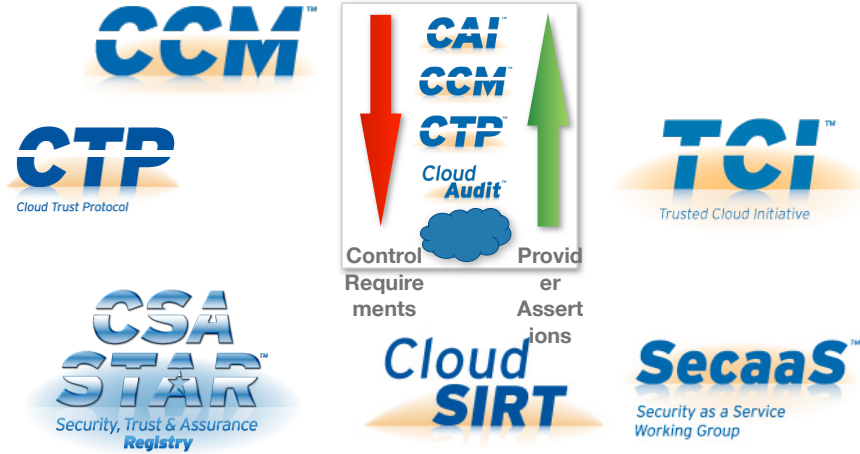 CCM™
CAI™
CCM™
CTP™
Cloud
Audit™
Control
Require
ments
Provid
er
Assert
ions
CTP
Cloud Trust Protocol
TCI™
Trusted Cloud Initiative
CSA
STAR™
Security, Trust & Assurance
Registry
Cloud
SIRT
SecaaS™
Security as a Service
Working Group